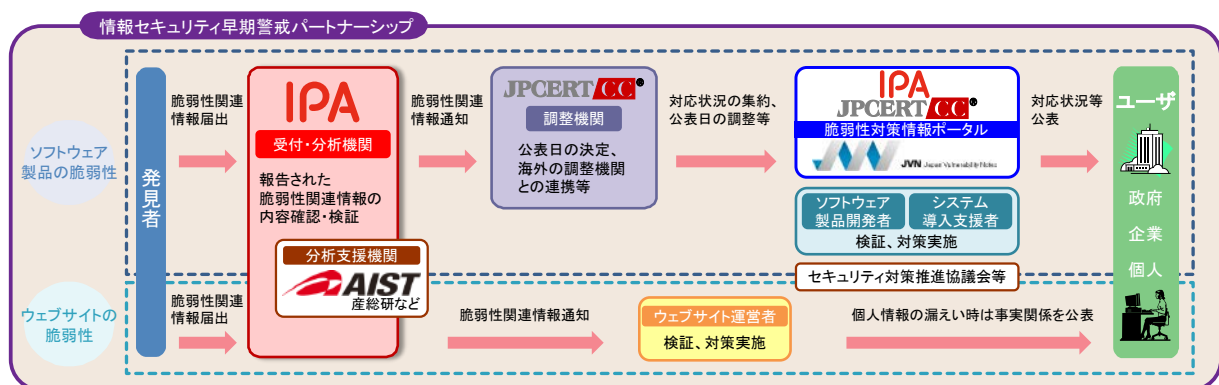 情報セキュリティ早期警戒パートナーシップ
ソフトウェア
製品の脆弱性
発見者
脆弱性関連
情報届出
IPA
受付・分析機関
報告された
脆弱性関連情報の
内容確認・検証
分析支援機関
AIST
産総研など
脆弱性関連
情報通知
JPCERT CC®
調整機関
公表日の決定、
海外の調整機関
との連携等
対応状況の集約、
公表日の調整等
IPA
JPCERT CC®
脆弱性対策情報ポータル
JVN Japan Vulnerability Notes
ソフトウェア
製品開発者
システム
導入支援者
検証、対策実施
セキュリティ対策推進協議会等
対応状況等
公表
ユーザ
政府
企業
個人
ウェブサイトの
脆弱性
脆弱性関連
情報届出
脆弱性関連情報通知
ウェブサイト運営者
検証、対策実施
個人情報の漏えい時は事実関係を公表